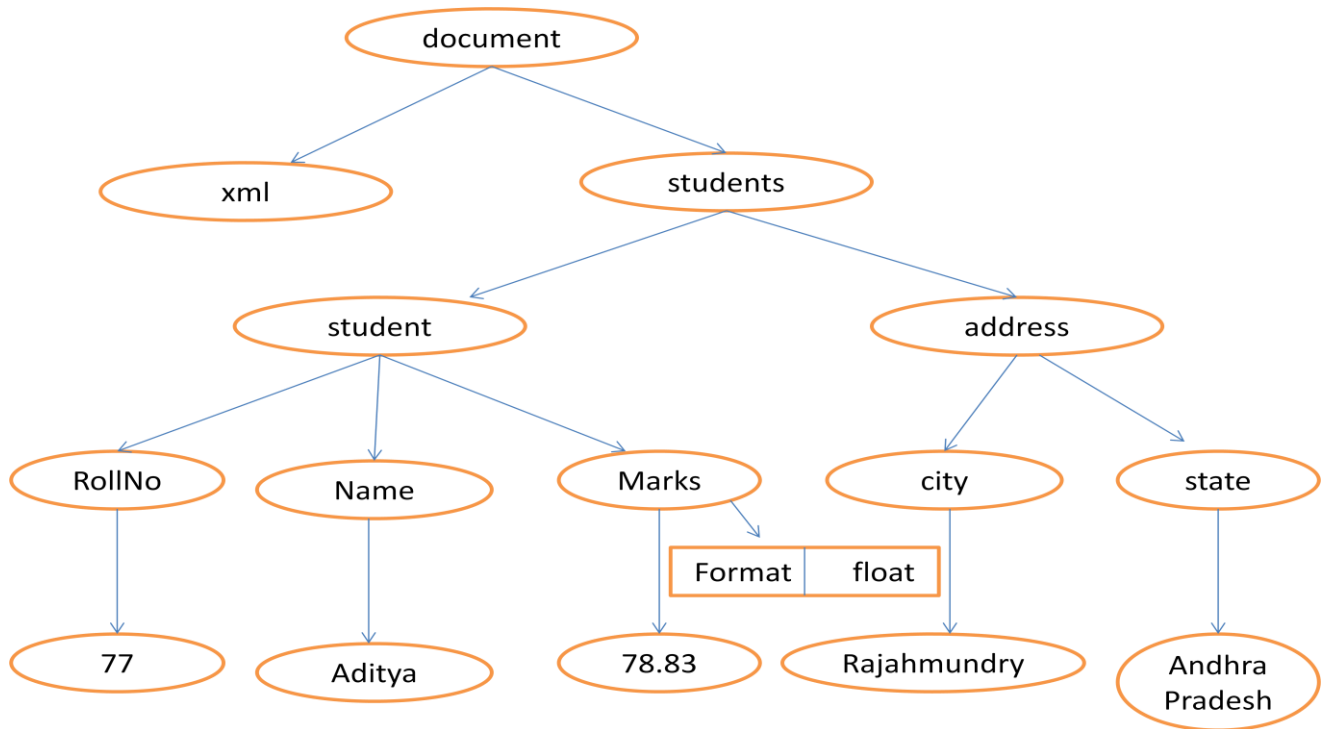 document
xml
students
student
address
RollNo
Name
Marks
city
state
Format float
77
Aditya
78.83
Rajahmundry
Andhra
Pradesh